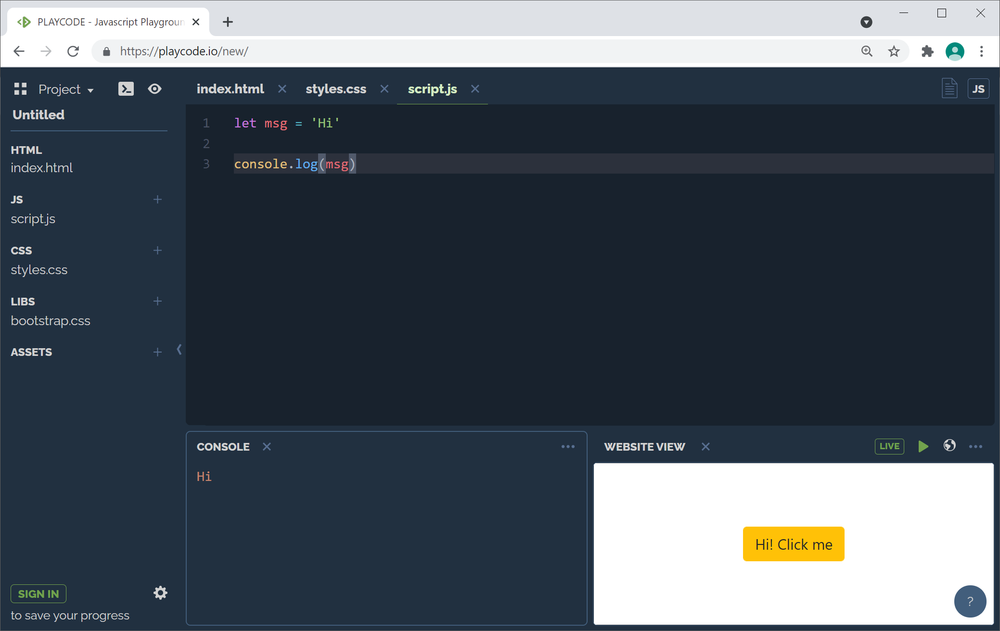 PLAYCODE - Javascript Playgroun
https://playcode.io/new/
Project
index.html
styles.css
script.js
JS
Untitled
HTML
index.html
JS
script.js
CSS
styles.css
LIBS
bootstrap.css
ASSETS
SIGN IN
to save your progress
1 let msg = 'Hi'
2
3 console.log(msg)
CONSOLE
Hi
WEBSITE VIEW
LIVE
Hi! Click me
?